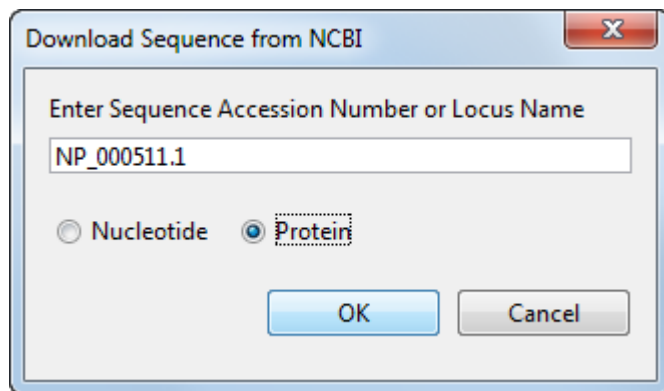 Download Sequence from NCBI
Enter Sequence Accession Number or Locus Name
NP_000511.1
Nucleotide Protein
OK Cancel